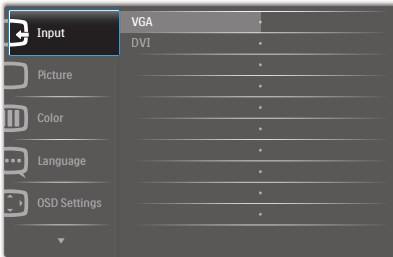 Input
VGA
DVI
Picture
Color
Language
OSD Settings